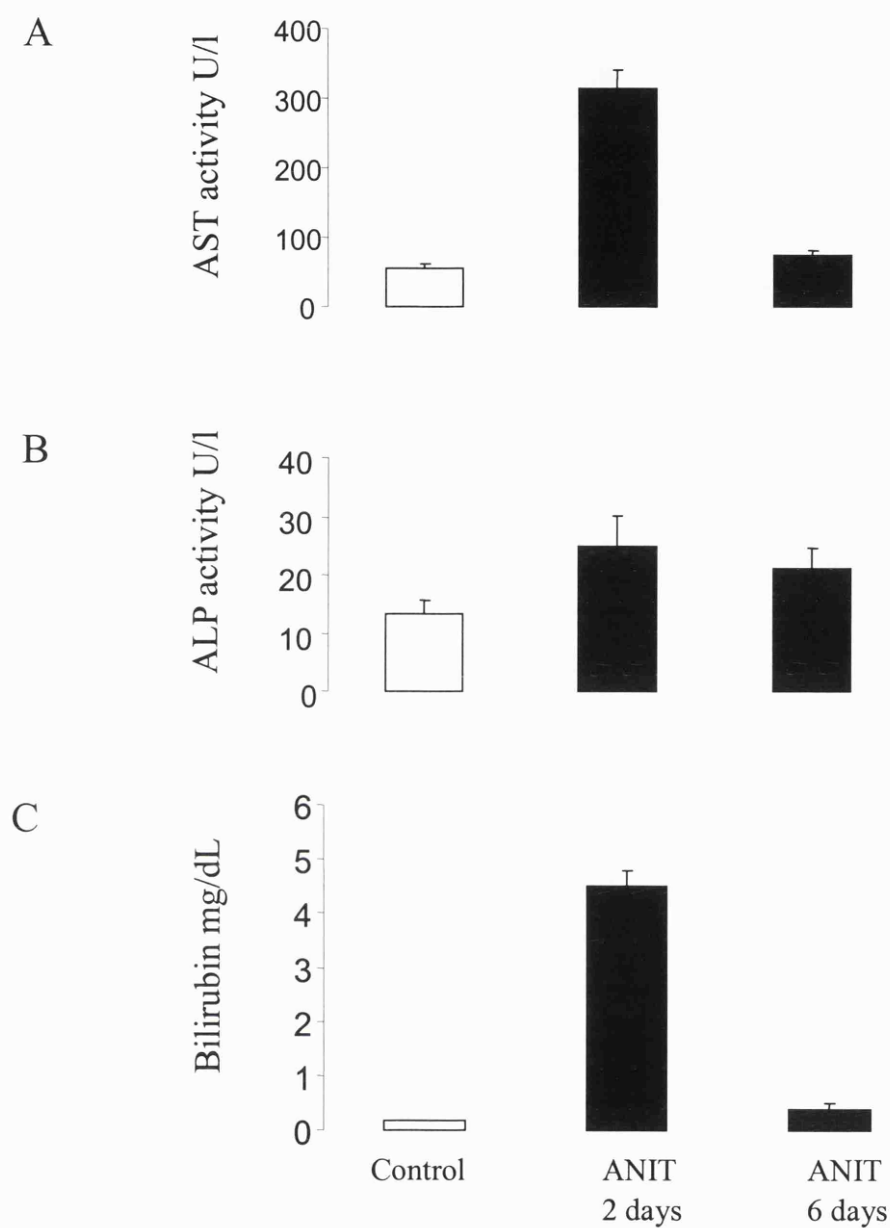 A
AST activity U/l
400
300
200
100
0
B
ALP activity U/l
40
30
20
10
0
C
Bilirubin mg/dL
6
5
4
3
2
1
0
Control
ANIT
2 days
ANIT
6 days